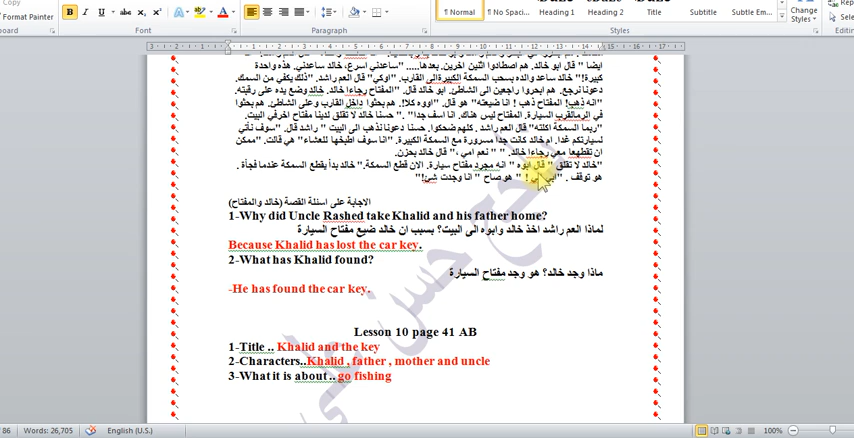 Format Painter
B I U abc x₂ x² A
Font
Paragraph
¶ Normal
¶ No Spaci...
Heading 1
Heading 2
Title
Subtitle
Subtle Em...
Change
Styles
Styles
Replace
Select
ايضا " قال ابو خالد. هم اصطادوا اثنين اخرى. بعدها..... "ساعدني اسرع، خالد ساعدني. هذه واحدة
كبيرة!" خالد ساعد والده بسحب السمكة الكبيرةالى القارب. "اوكي" قال العم راشد. "ذلك يكفي من السمك.
دعونا نرجع. هم ابحروا راجعين الى الشاطئ. ابو خالد قال. "المفتاح رجاءا خالد. خالد وضع يده على رقبته.
"انه ذهب! المفتاح ذهب ! انا ضيعته" هو قال. "اووه كلا!. هم بحثوا داخل القارب وعلى الشاطئ. هم بحثوا
في الرمالقرب السيارة. المفتاح ليس هناك. انا اسف جدا" . " حسنا خالد لا تقلق لدينا مفتاح اخرفي البيت.
"ربما السمكة اكلته" قال العم راشد . كلهم ضحكوا. حسنا دعونا نذهب الى البيت " راشد قال. "سوف نأتي
لسيارتكم غدا. ام خالد كانت جدا مسرورة مع السمكة الكبيرة. "انا سوف اطبخها للعشاء" هي قالت. "ممكن
ان تقطعها معي رجاءا خالد. " " نعم امي ،" قال خالد بحزن.
"خالد لا تقلق " قال ابوه " انه مجرد مفتاح سيارة. الان قطع السمكة." خالد بدأ يقطع السمكة عندما فجأة .
هو توقف . "ابي ! " هو صاح " انا وجدت شئ!"
الاجابة على اسئلة القصة (خالد والمفتاح)
1-Why did Uncle Rashed take Khalid and his father home?
لماذا العم راشد اخذ خالد وابوه الى البيت؟ بسبب ان خالد ضيع مفتاح السيارة
Because Khalid has lost the car key.
2-What has Khalid found?
ماذا وجد خالد؟ هو وجد مفتاح السيارة
-He has found the car key.
Lesson 10 page 41 AB
1-Title .. Khalid and the key
2-Characters..Khalid , father , mother and uncle
3-What it is about .. go fishing
86
Words: 26,705
English (U.S.)
100%